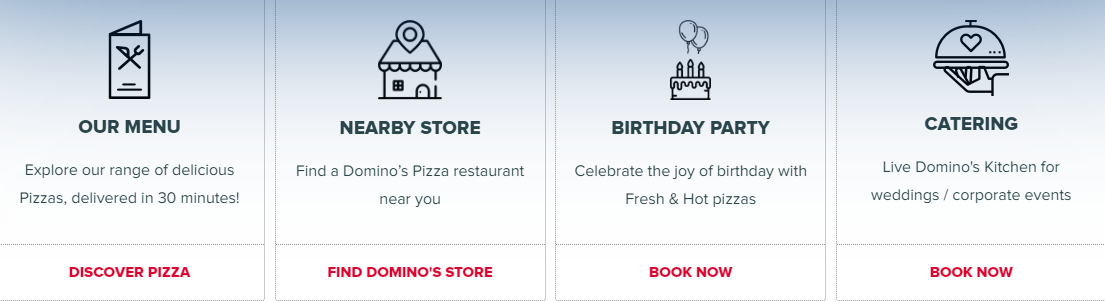 OUR MENU
Explore our range of delicious
Pizzas, delivered in 30 minutes!
DISCOVER PIZZA
NEARBY STORE
Find a Domino's Pizza restaurant
near you
FIND DOMINO'S STORE
BIRTHDAY PARTY
Celebrate the joy of birthday with
Fresh & Hot pizzas
BOOK NOW
CATERING
Live Domino's Kitchen for
weddings / corporate events
BOOK NOW